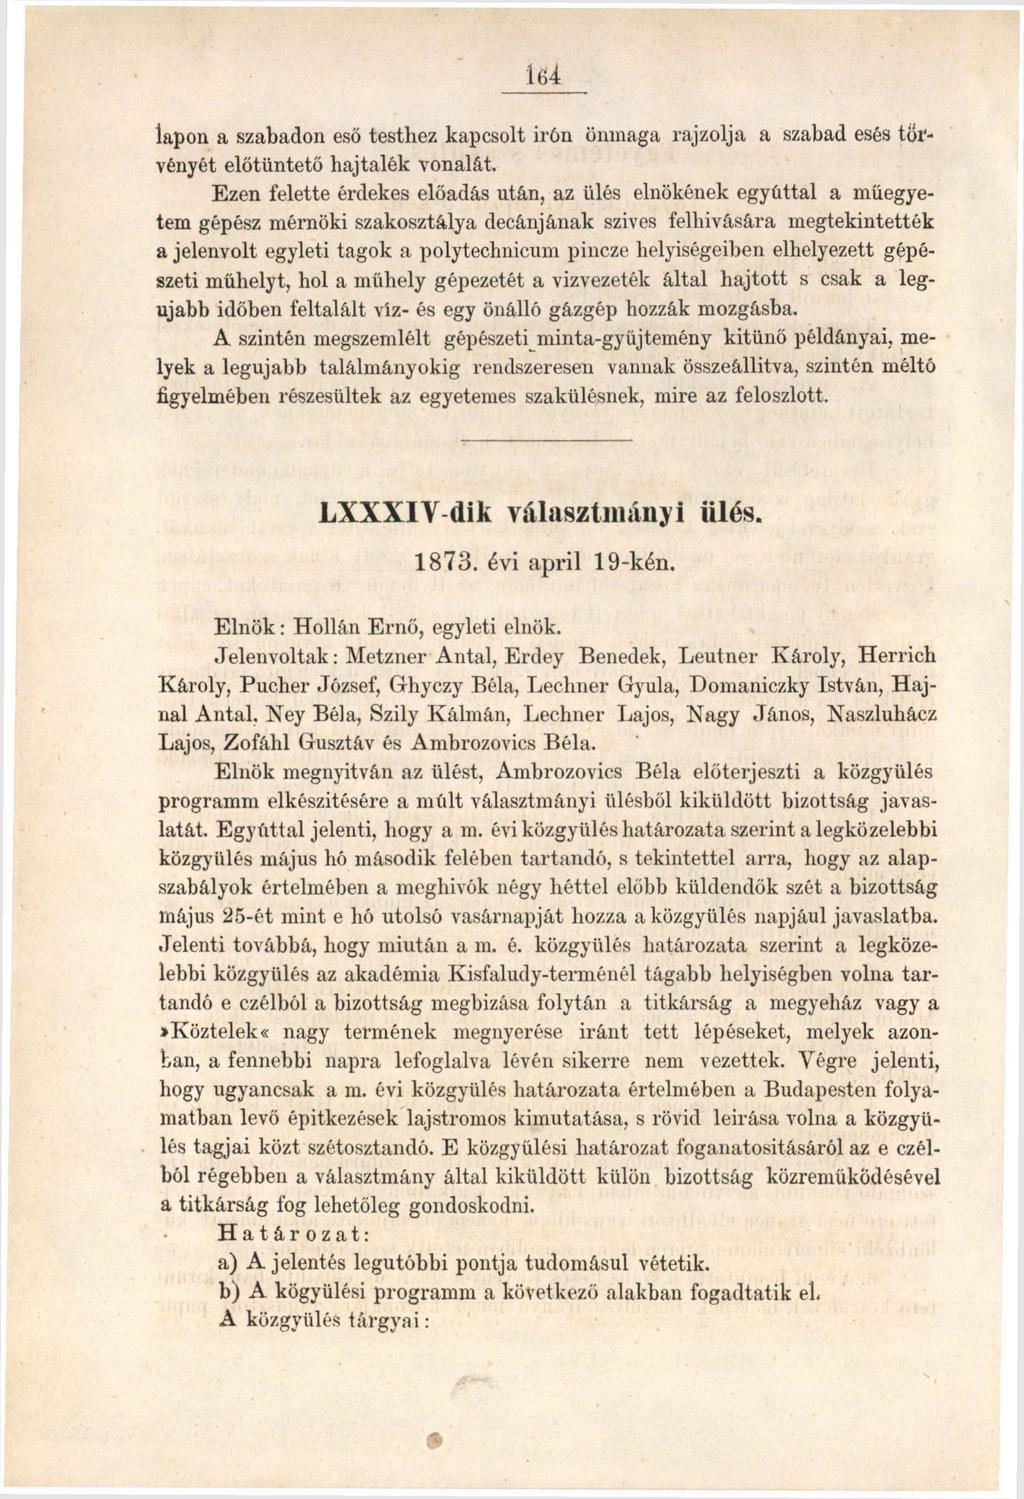 164
lapon a szabadon eső testhez kapcsolt irón önmaga rajzolja a szabad esés tör-
vényét előtüntető hajtalék vonalát.
Ezen felette érdekes előadás után, az ülés elnökének egyúttal a műegye-
tem gépész mérnöki szakosztálya decánjának szives felhivására megtekintették
a jelenvolt egyleti tagok a polytechnicum pincze helyiségeiben elhelyezett gépé-
szeti műhelyt, hol a műhely gépezetét a vizvezeték által hajtott s csak a leg-
ujabb időben feltalált víz- és egy önálló gázgép hozzák mozgásba.
A szintén megszemlélt gépészeti minta-gyűjtemény kitünő példányai, me-
lyek a legujabb találmányokig rendszeresen vannak összeállitva, szintén méltó
figyelmében részesültek az egyetemes szakülésnek, mire az feloszlott.
LXXXIV-dik választmányi ülés.
1873. évi april 19-kén.
Elnök: Hollán Ernő, egyleti elnök.
Jelenvoltak: Metzner Antal, Erdey Benedek, Leutner Károly, Herrich
Károly, Pucher József, Ghyczy Béla, Lechner Gyula, Domaniczky István, Haj-
nal Antal, Ney Béla, Szily Kálmán, Lechner Lajos, Nagy János, Naszluhácz
Lajos, Zofáhl Gusztáv és Ambrozovics Béla.
Elnök megnyitván az ülést, Ambrozovics Béla előterjeszti a közgyülés
programm elkészitésére a múlt választmányi ülésből kiküldött bizottság javas-
latát. Egyúttal jelenti, hogy a m. évi közgyülés határozata szerint a legközelebbi
közgyülés május hó második felében tartandó, s tekintettel arra, hogy az alap-
szabályok értelmében a meghivók négy héttel előbb küldendők szét a bizottság
május 25-ét mint e hó utolsó vasárnapját hozza a közgyülés napjául javaslatba.
Jelenti továbbá, hogy miután a m. é. közgyülés határozata szerint a legköze-
lebbi közgyülés az akadémia Kisfaludy-terménél tágabb helyiségben volna tar-
tandó e czélból a bizottság megbizása folytán a titkárság a megyeház vagy a
»Köztelek« nagy termének megnyerése iránt tett lépéseket, melyek azon-
ban, a fennebbi napra lefoglalva lévén sikerre nem vezettek. Végre jelenti,
hogy ugyancsak a m. évi közgyülés határozata értelmében a Budapesten folya-
matban levő épitkezések lajstromos kimutatása, s rövid leirása volna a közgyü-
lés tagjai közt szétosztandó. E közgyűlési határozat foganatositásáról az e czél-
ból régebben a választmány által kiküldött külön bizottság közreműködésével
a titkárság fog lehetőleg gondoskodni.
Határozat:
a) A jelentés legutóbbi pontja tudomásul vétetik.
b) A kögyülési programm a következő alakban fogadtatik el.
A közgyülés tárgyai: